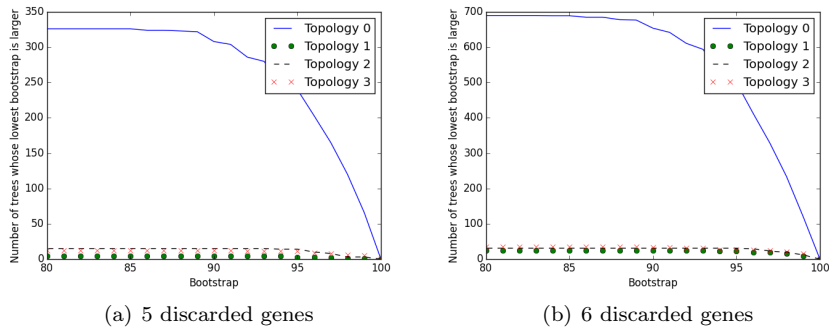 Number of trees whose lowest bootstrap is larger
350
300
250
200
150
100
50
0
80
85
90
95
100
Bootstrap
Topology 0
Topology 1
Topology 2
Topology 3
(a) 5 discarded genes
Number of trees whose lowest bootstrap is larger
700
600
500
400
300
200
100
0
80
85
90
95
100
Bootstrap
Topology 0
Topology 1
Topology 2
Topology 3
(b) 6 discarded genes